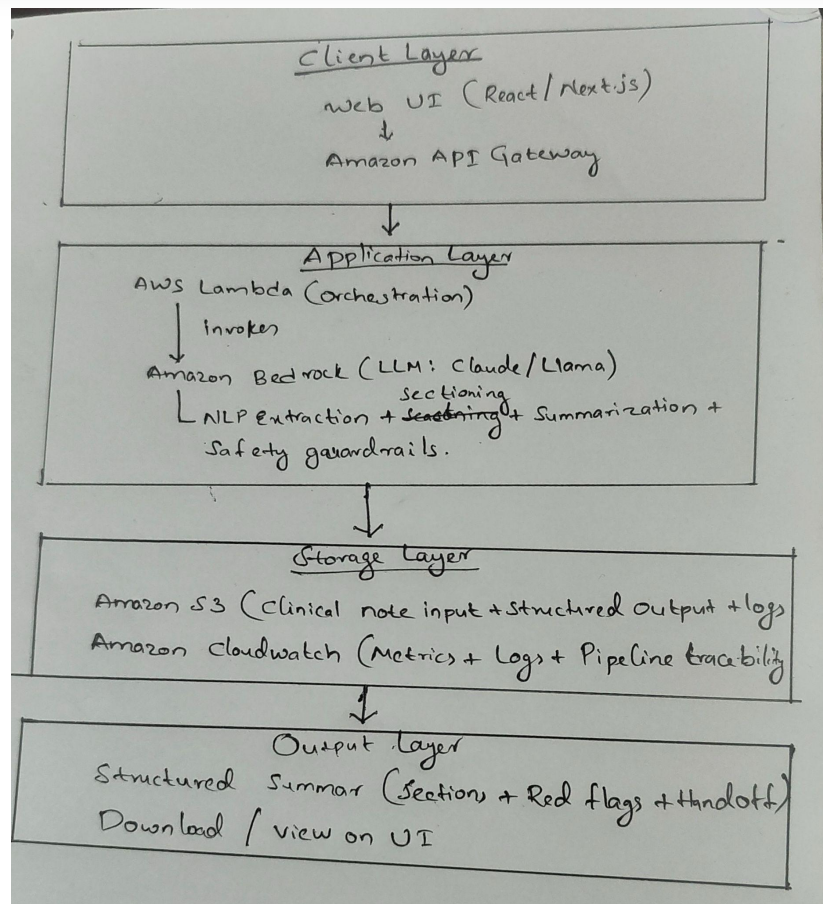 Client Layer
Web UI (React/Next.js)
Amazon API Gateway
Application Layer
AWS Lambda (orchestration)
invokes
Amazon Bedrock (LLM: Claude/Llama)
sectioning
NLP extraction + + Summarization +
Safety gauardrails.
Storage Layer
Amazon S3 (Clinical note input + Structured output + logs
Amazon Cloudwatch (Metrics + Logs + Pipeline tracebility
Output Layer
Structured Summar (Sections + Red flags + Handoff)
Download / view on UI